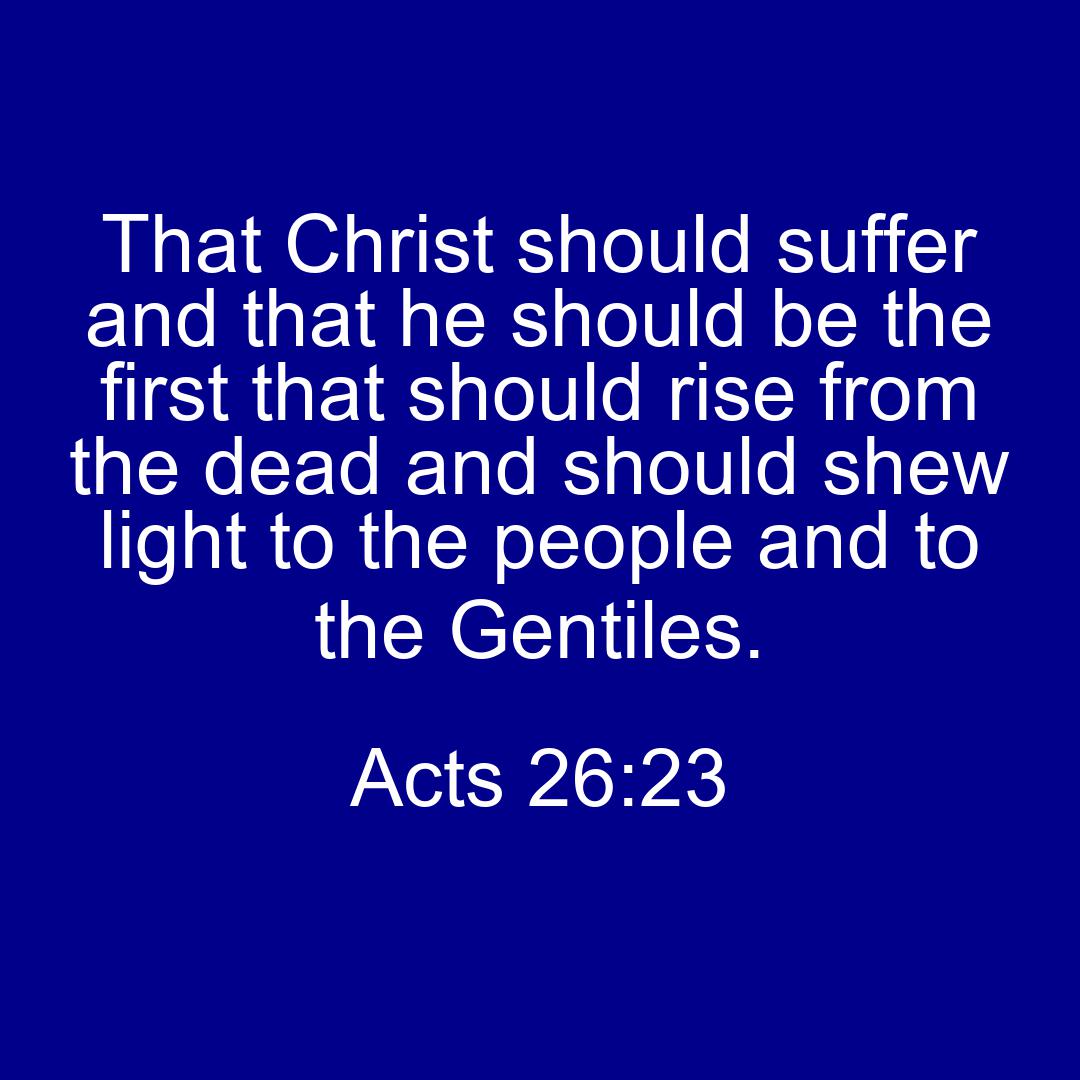 That Christ should suffer
and that he should be the
first that should rise from
the dead and should shew
light to the people and to
the Gentiles.
Acts 26:23